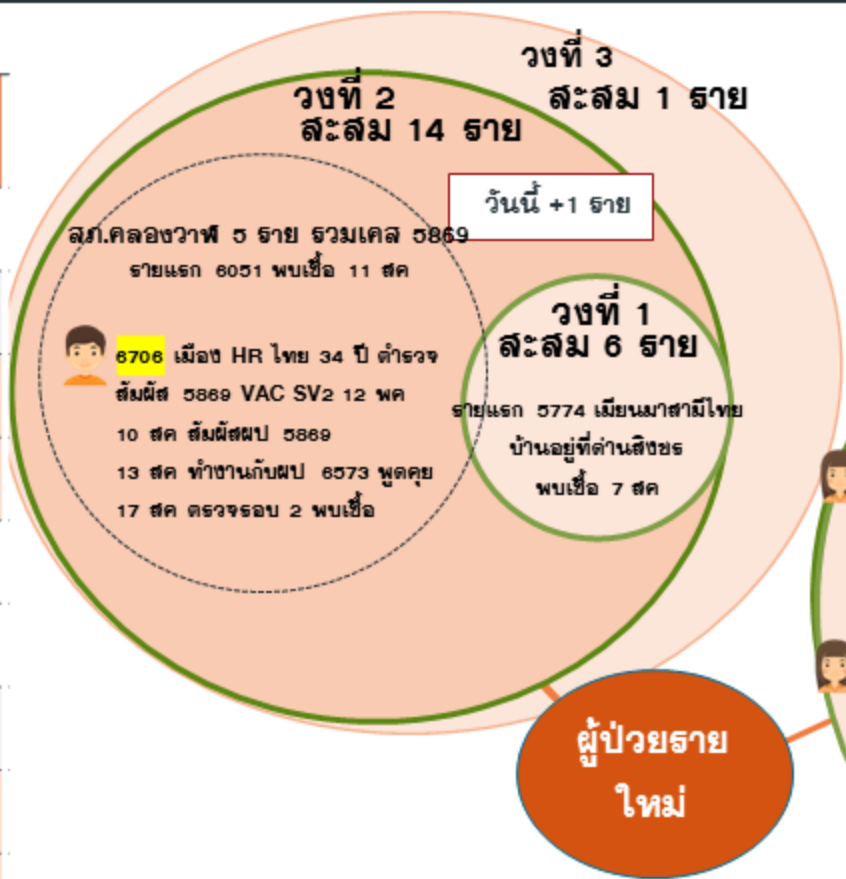 วงที่ 3
สะสม 1 ราย
วงที่ 2
สะสม 14 ราย
วันนี้ +1 ราย
สภ.คลองวาฬ 5 ราย รวมเคส 5869
รายแรก 6051 พบเชื้อ 11 สค
6706 เมือง HR ไทย 34 ปี ตำรวจ
สัมผัส 5869 VAC SV2 12 พค
10 สค สัมผัสผป 5869
13 สค ทำงานกับผป 6573 พูดคุย
17 สค ตรวจรอบ 2 พบเชื้อ
วงที่ 1
สะสม 6 ราย
รายแรก 5774 เมียนมาสามีไทย
บ้านอยู่ที่ด่านสิงขร
พบเชื้อ 7 สค
ผู้ป่วยราย
ใหม่